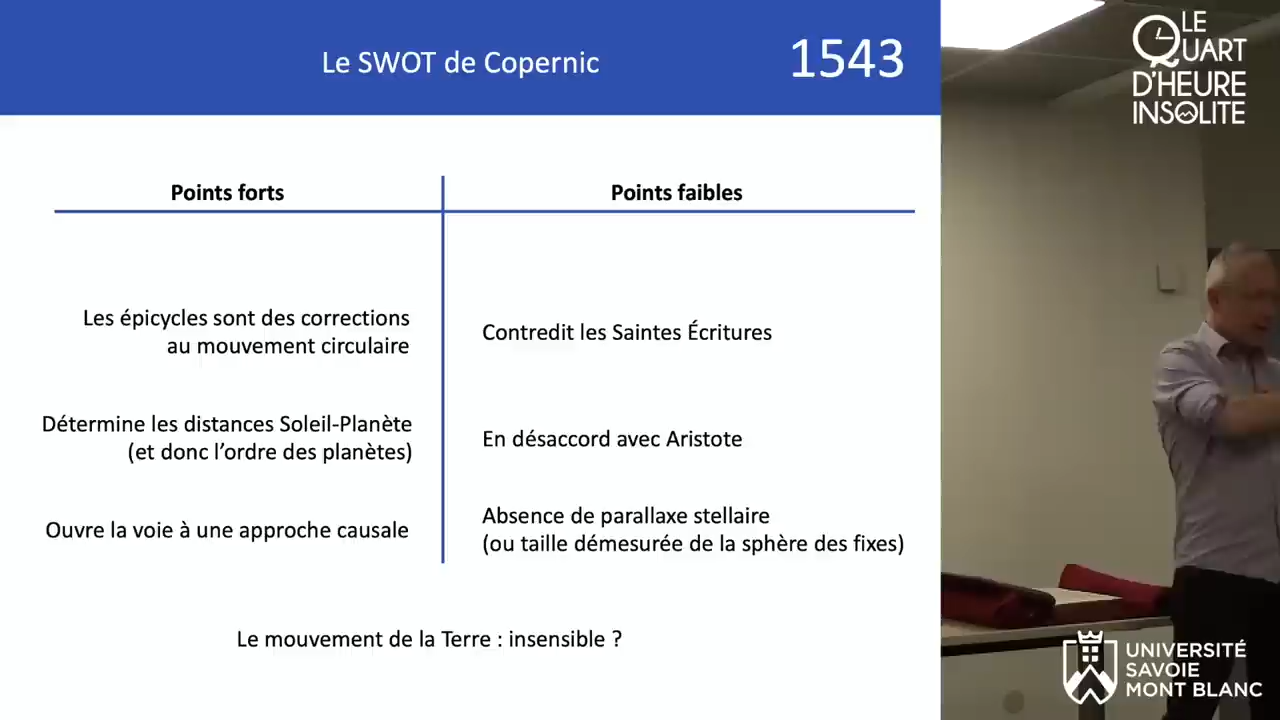 Le SWOT de Copernic
1543
Points forts
Points faibles
Les épicycles sont des corrections
au mouvement circulaire
Contredit les Saintes Écritures
Détermine les distances Soleil-Planète
(et donc l'ordre des planètes)
En désaccord avec Aristote
Ouvre la voie à une approche causale
Absence de parallaxe stellaire
(ou taille démesurée de la sphère des fixes)
Le mouvement de la Terre : insensible ?
LE
QUART
D'HEURE
INSOLITE
UNIVERSITÉ
SAVOIE
MONT BLANC